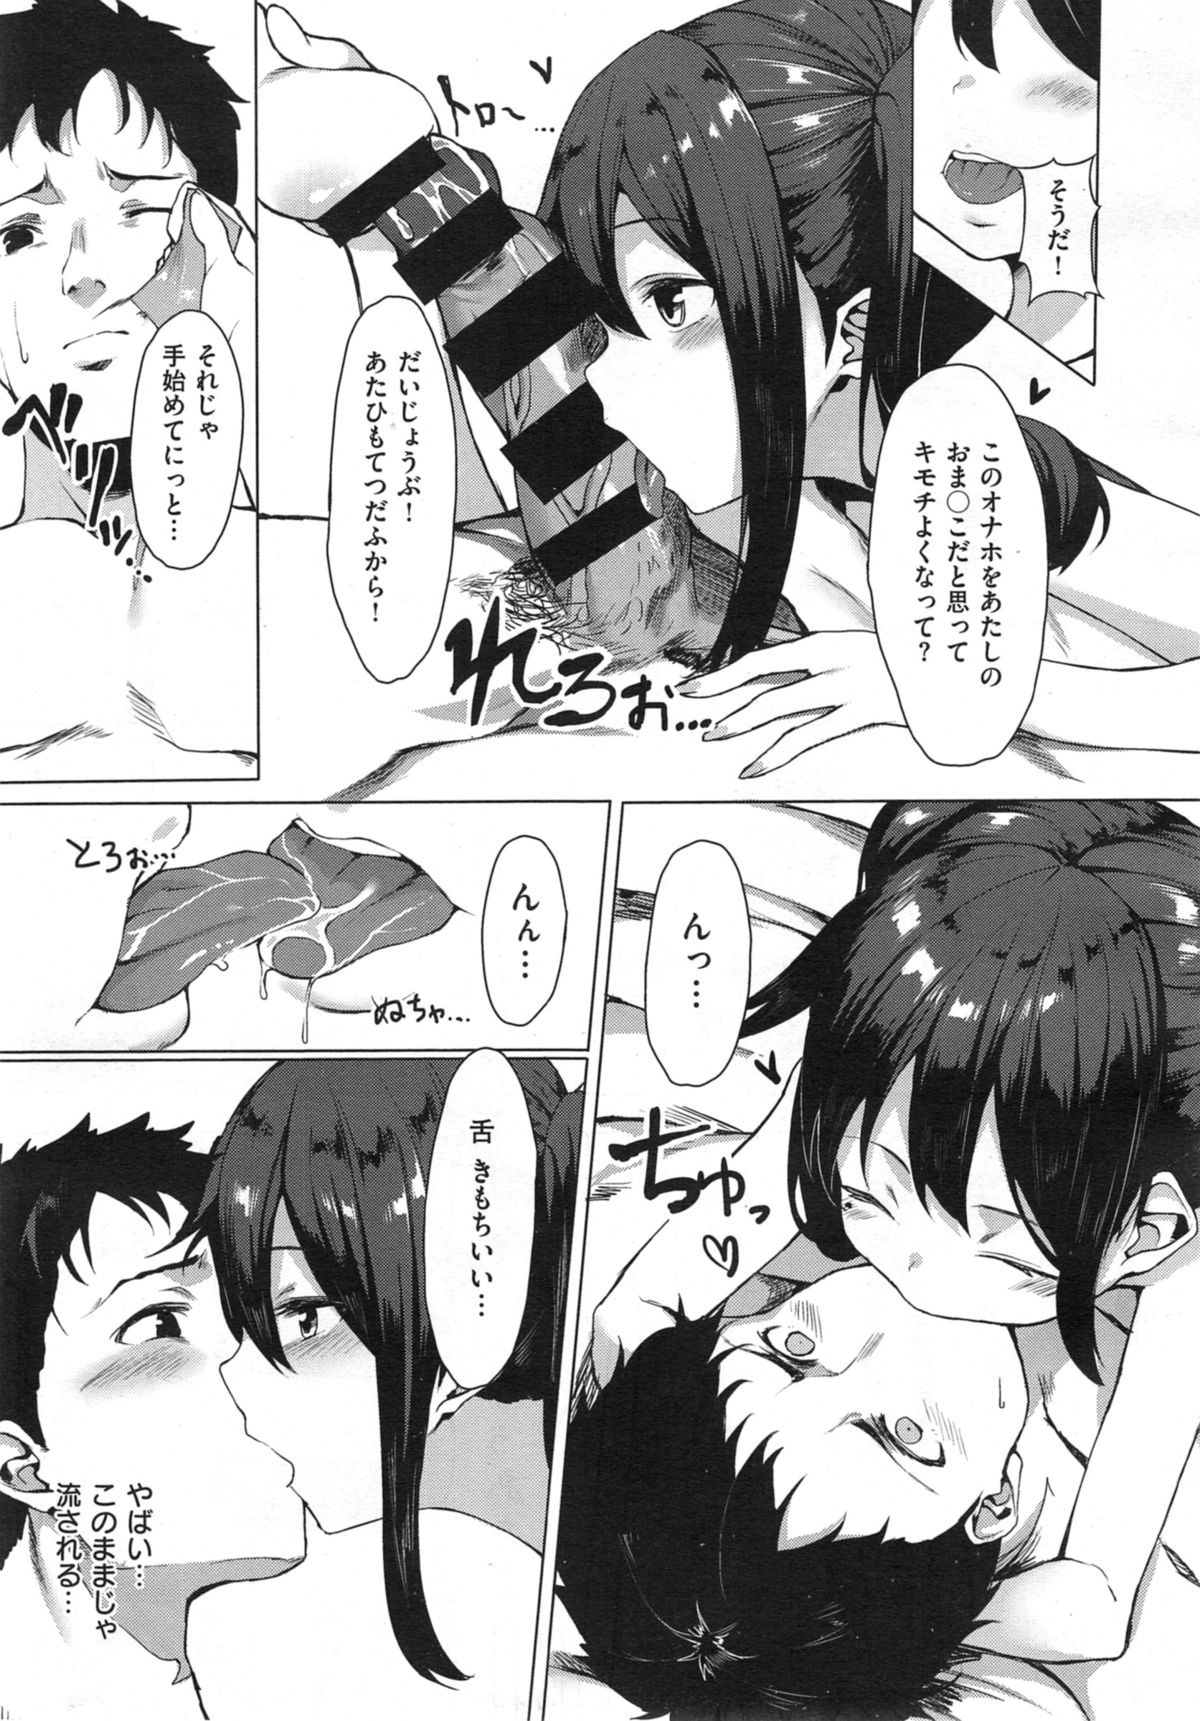 そうだ！
このオナホをあたしの
おま○こだと思って
キモチよくなって？
トロ〜…
だいじょうぶ！
あたひもてつだふから！
れろぉ…
それじゃ
手始めてにっと…
んっ…
ちゅっ
んん…
とろぉ…
ぬちゃ…
舌 きもちいい…
やばい…
このままじゃ
流される…